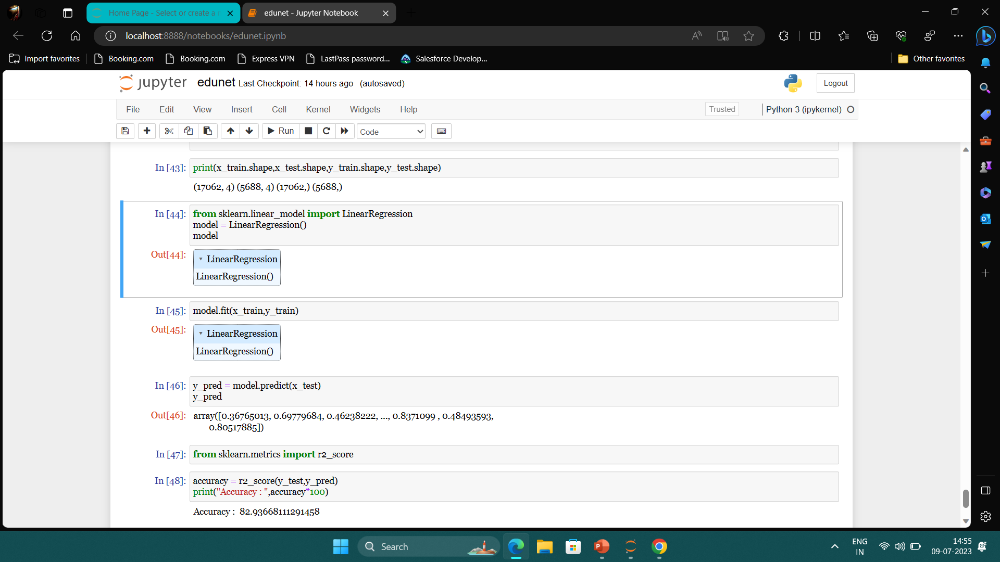 Home Page - Select or create a n
edunet - Jupyter Notebook
localhost:8888/notebooks/edunet.ipynb
Import favorites
Booking.com
Booking.com
Express VPN
LastPass password...
Salesforce Develop...
Other favorites
jupyter edunet Last Checkpoint: 14 hours ago (autosaved)
Logout
File Edit View Insert Cell Kernel Widgets Help
Trusted
Python 3 (ipykernel)
Run
Code
In [43]: print(x_train.shape,x_test.shape,y_train.shape,y_test.shape)
(17062, 4) (5688, 4) (17062,) (5688,)
In [44]: from sklearn.linear_model import LinearRegression
model = LinearRegression()
model
Out[44]: LinearRegression
LinearRegression()
In [45]: model.fit(x_train,y_train)
Out[45]: LinearRegression
LinearRegression()
In [46]: y_pred = model.predict(x_test)
y_pred
Out[46]: array([0.36765013, 0.69779684, 0.46238222, ..., 0.8371099 , 0.48493593,
0.80517885])
In [47]: from sklearn.metrics import r2_score
In [48]: accuracy = r2_score(y_test,y_pred)
print("Accuracy : ",accuracy*100)
Accuracy :  82.93668111291458
Search
ENG
IN
14:55
09-07-2023